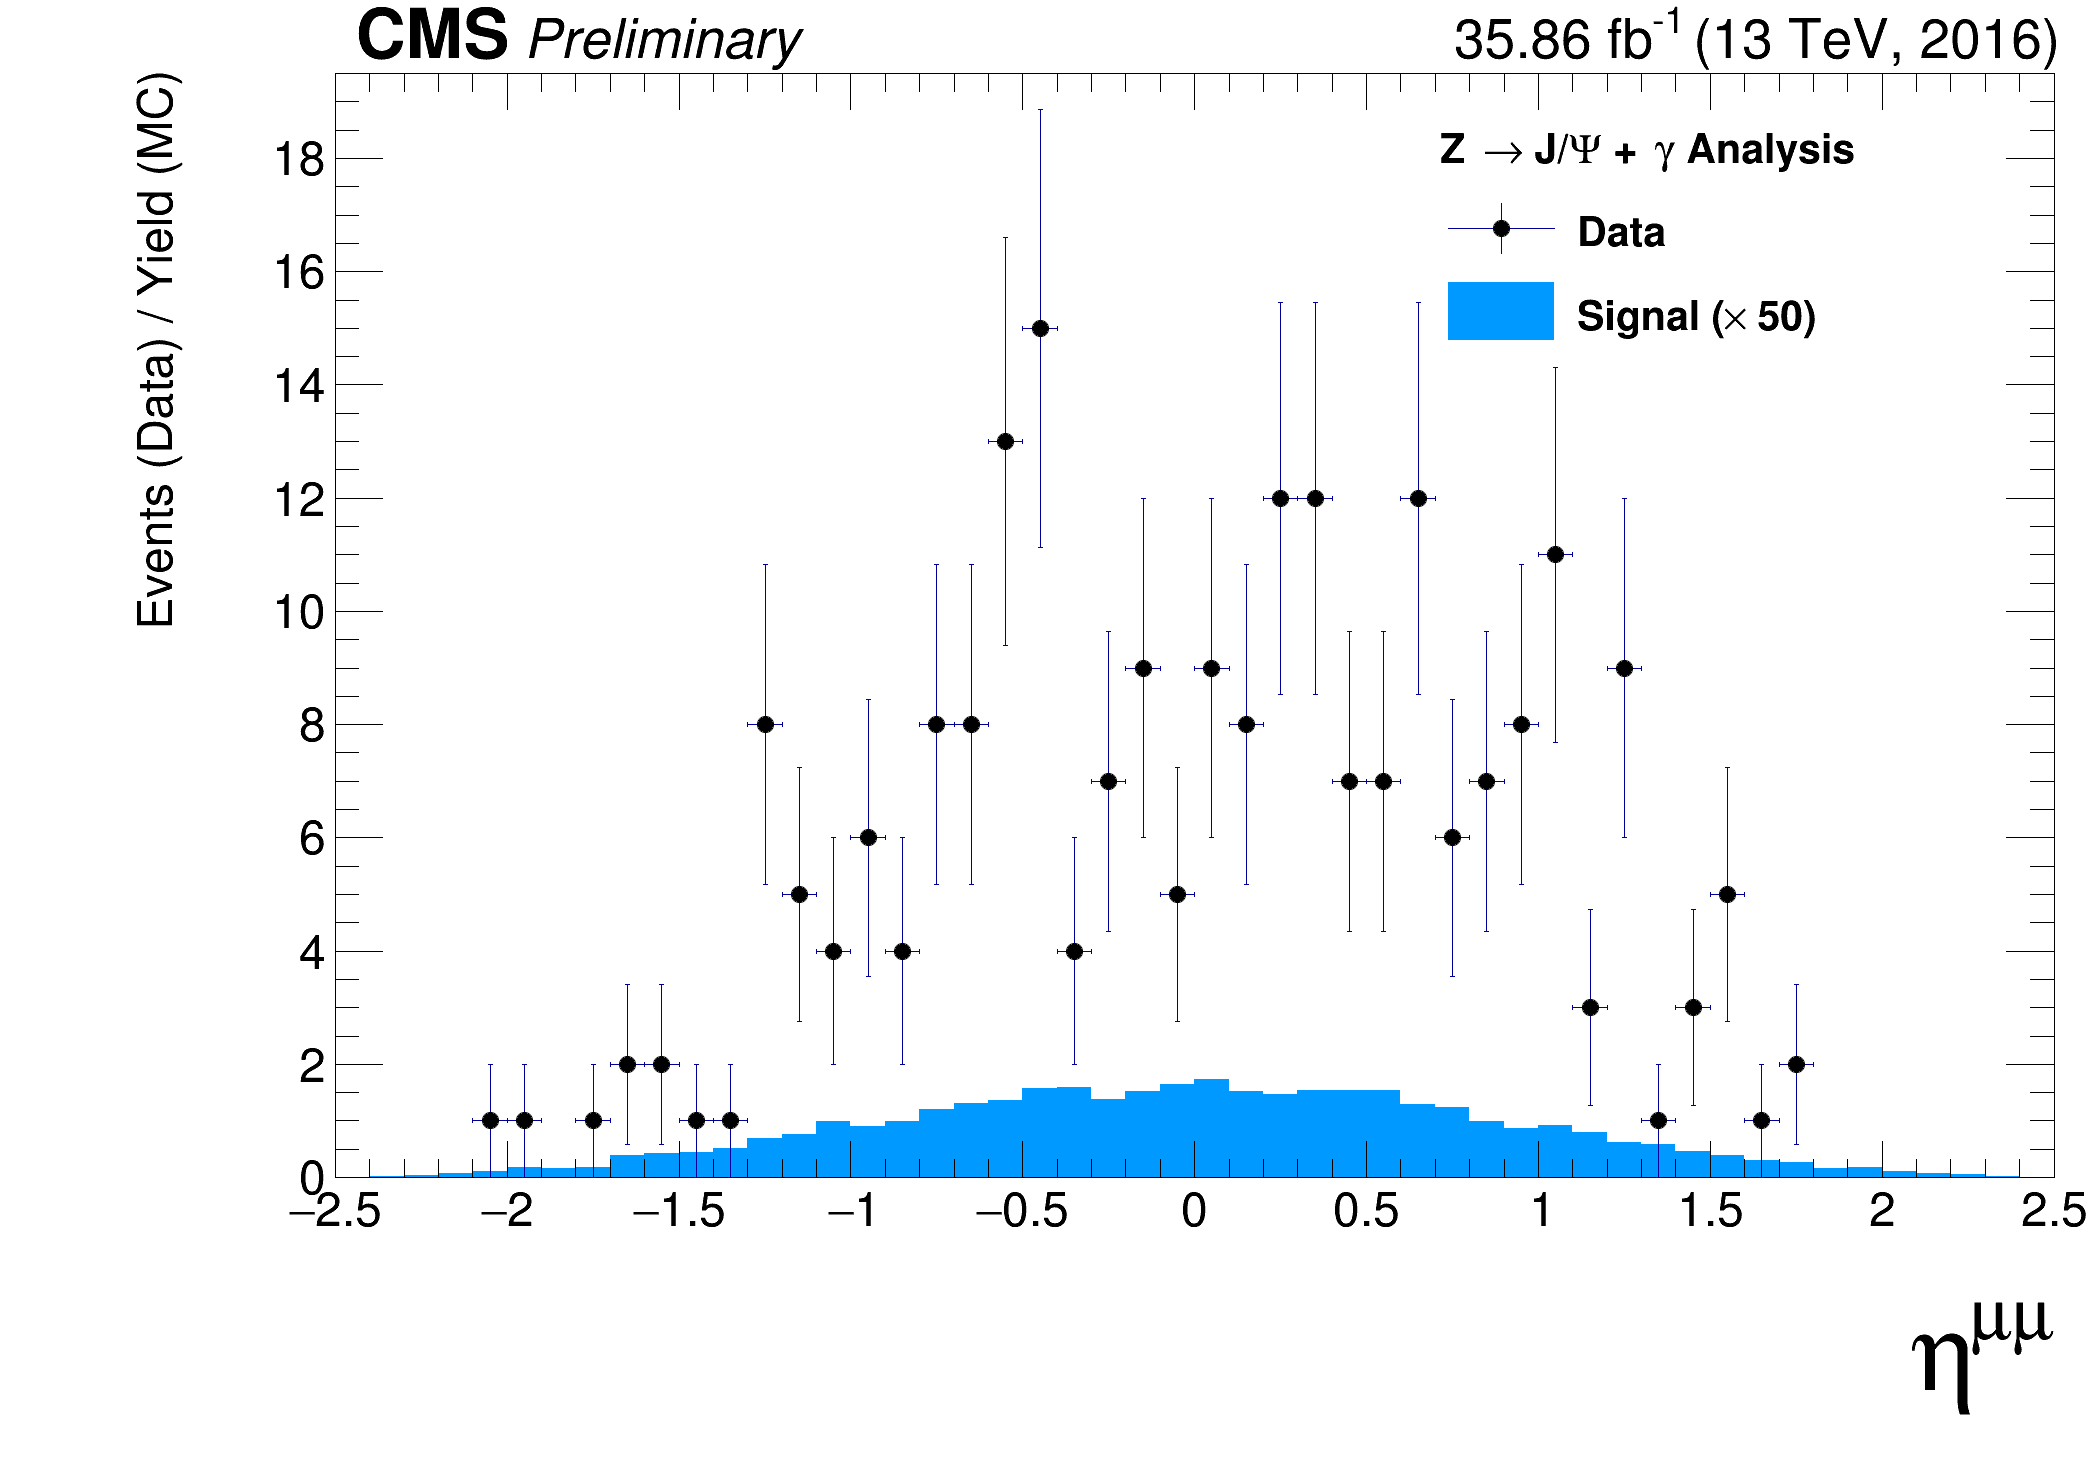 CMS Preliminary
35.86 fb⁻¹ (13 TeV, 2016)
Events (Data) / Yield (MC)
Z → J/Ψ + γ Analysis
Data
Signal (× 50)
18
16
14
12
10
8
6
4
2
0
−2.5 −2 −1.5 −1 −0.5 0 0.5 1 1.5 2 2.5
η^μμ